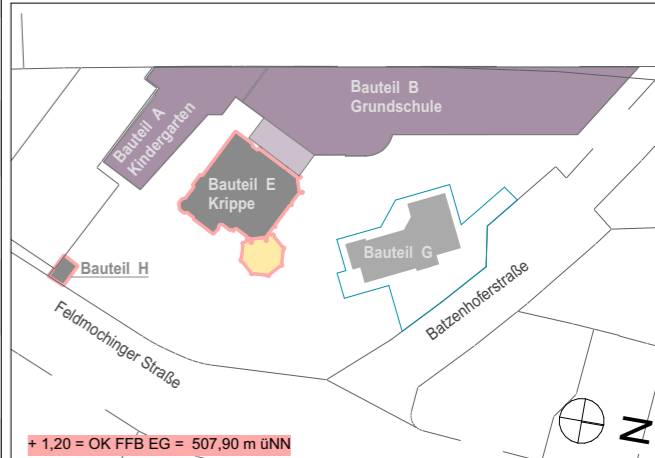 Bauteil B
Grundschule
Bauteil A
Kindergarten
Bauteil E
Krippe
Bauteil G
Bauteil H
Feldmochinger Straße
Batzenhoferstraße
N
+ 1,20 = OK FFB EG = 507,90 m üNN